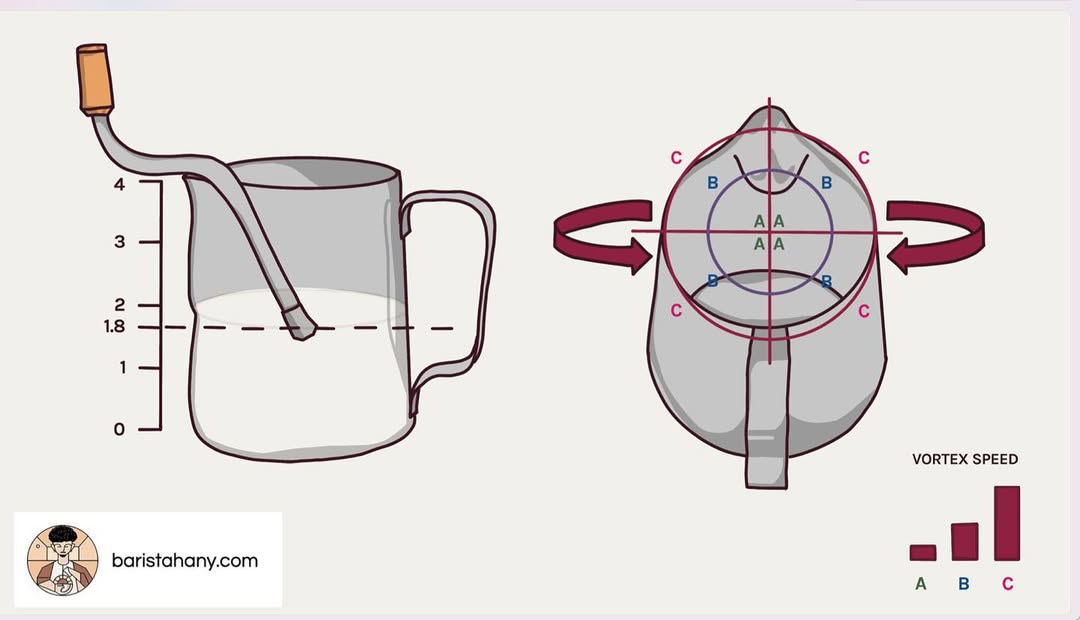 4
3
2
1.8
1
0
C C
B B
A A
A A
B B
C C
VORTEX SPEED
A B C
baristahany.com